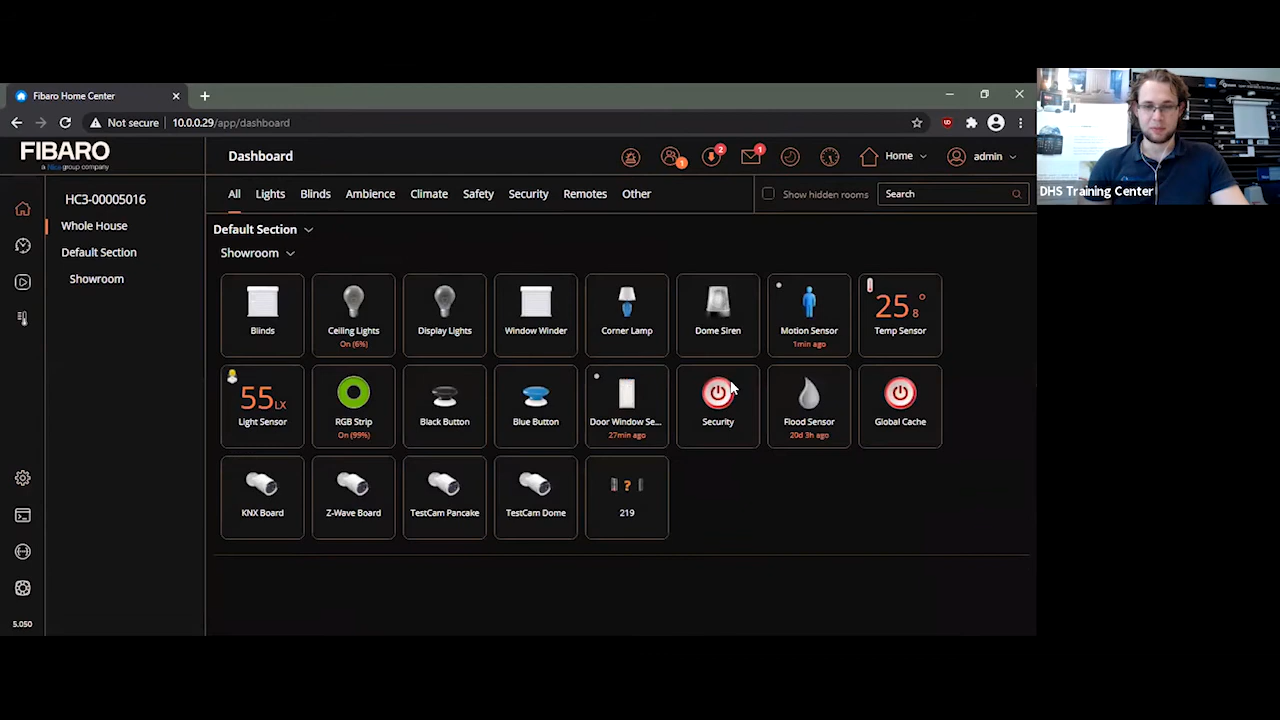 Fibaro Home Center
Not secure 10.0.0.29/app/dashboard
FIBARO
a Nice group company
Dashboard
1
2
1
Home
admin
HC3-00005016
Whole House
Default Section
Showroom
All Lights Blinds Ambience Climate Safety Security Remotes Other
Show hidden rooms
Search
Default Section
Showroom
Blinds
Ceiling Lights
On (6%)
Display Lights
Window Winder
Corner Lamp
Dome Siren
Motion Sensor
1min ago
25 8°
Temp Sensor
55LX
Light Sensor
RGB Strip
On (99%)
Black Button
Blue Button
Door Window Se...
27min ago
Security
Flood Sensor
20d 3h ago
Global Cache
KNX Board
Z-Wave Board
TestCam Pancake
TestCam Dome
?
219
5.050
DHS Training Center